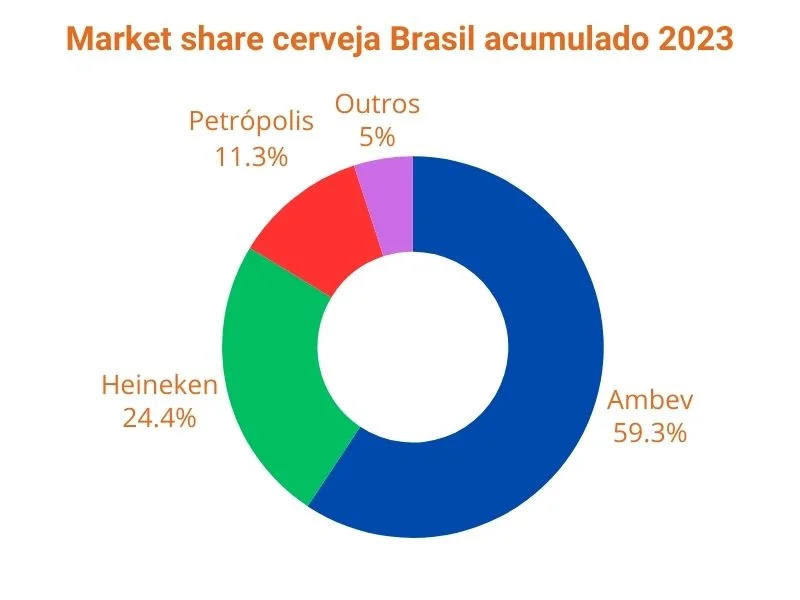 Market share cerveja Brasil acumulado 2023
Outros
5%
Petrópolis
11.3%
Heineken
24.4%
Ambev
59.3%